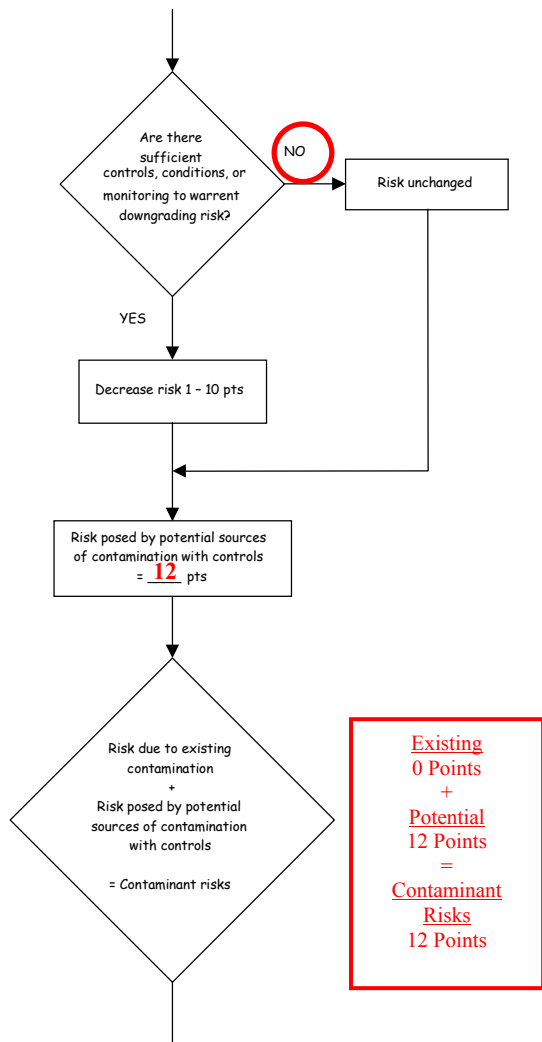 Are there
sufficient
controls, conditions, or
monitoring to warrent
downgrading risk?
NO
Risk unchanged
YES
Decrease risk 1 – 10 pts
Risk posed by potential sources
of contamination with controls
= 12 pts
Risk due to existing
contamination
+
Risk posed by potential
sources of contamination
with controls
= Contaminant risks
Existing
0 Points
+
Potential
12 Points
=
Contaminant
Risks
12 Points